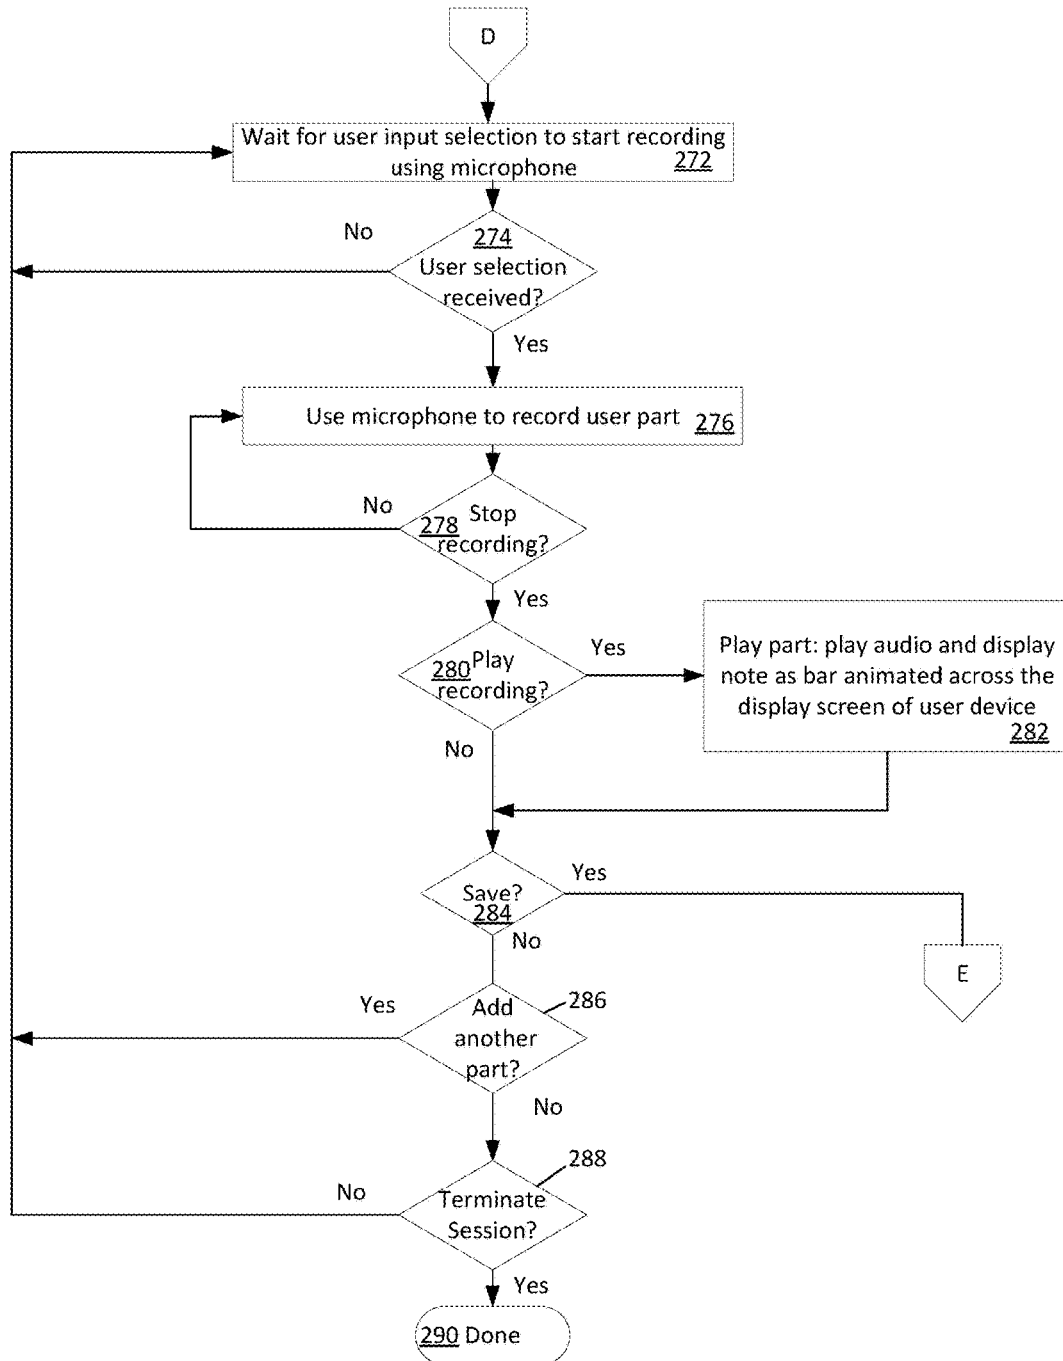 D
Wait for user input selection to start recording
using microphone 272
No
274
User selection
received?
Yes
Use microphone to record user part 276
No
Stop
278 recording?
Yes
280 Play
recording?
Yes
Play part: play audio and display
note as bar animated across the
display screen of user device
282
No
Save?
284
Yes
No
E
Yes
286
Add
another
part?
No
288
No
Terminate
Session?
Yes
290 Done